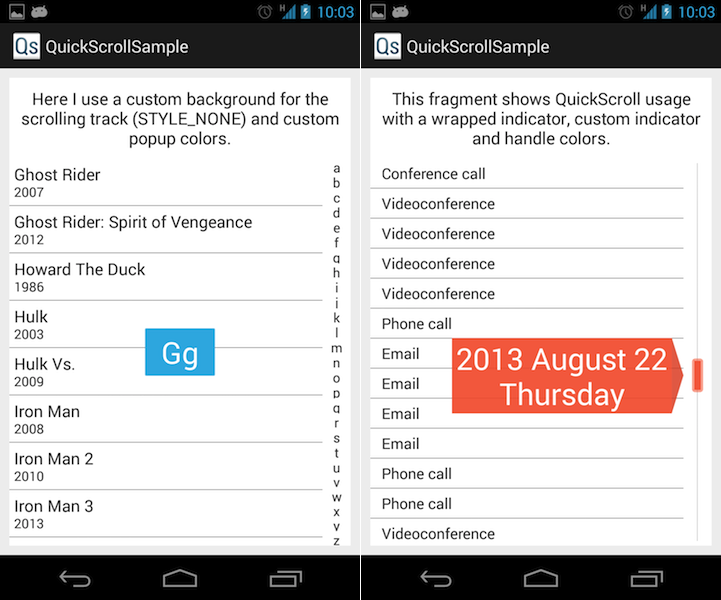 H 10:03
Qs QuickScrollSample
Here I use a custom background for the
scrolling track (STYLE_NONE) and custom
popup colors.
Ghost Rider
2007
Ghost Rider: Spirit of Vengeance
2012
Howard The Duck
1986
Hulk
2003
Hulk Vs.
2009
Iron Man
2008
Iron Man 2
2010
Iron Man 3
2013
Gg
a
b
c
d
e
f
g
h
i
j
k
l
m
n
o
p
q
r
s
t
u
v
w
x
y
z
H 10:03
Qs QuickScrollSample
This fragment shows QuickScroll usage
with a wrapped indicator, custom indicator
and handle colors.
Conference call
Videoconference
Videoconference
Videoconference
Videoconference
Phone call
Email
Email
Email
Email
Phone call
Phone call
Videoconference
2013 August 22
Thursday